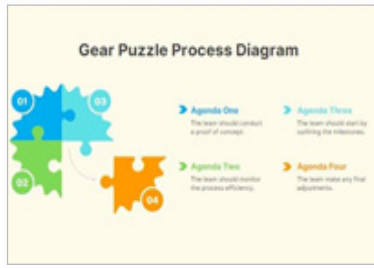 Gear Puzzle Process Diagram
01
03
02
04
Agenda One
The team should conduct
a proof of concept.
Agenda Three
The team should start by
outlining the milestones.
Agenda Two
The team should monitor
the process efficiency.
Agenda Four
The team make any final
adjustments.